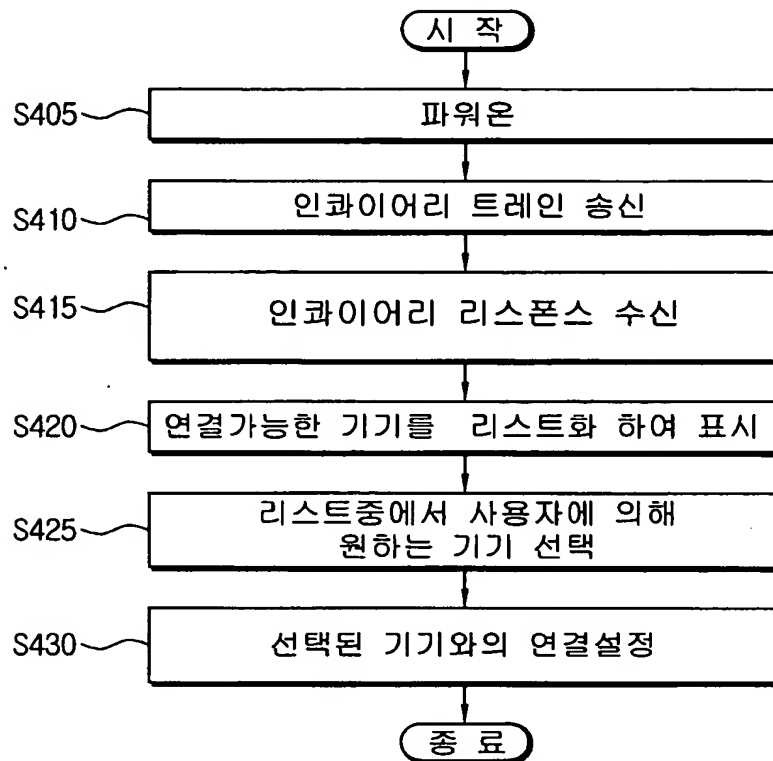 시 작
S405
파워온
S410
인콰이어리 트레인 송신
S415
인콰이어리 리스폰스 수신
S420
연결가능한 기기를 리스트화 하여 표시
S425
리스트중에서 사용자에 의해
원하는 기기 선택
S430
선택된 기기와의 연결설정
종 료